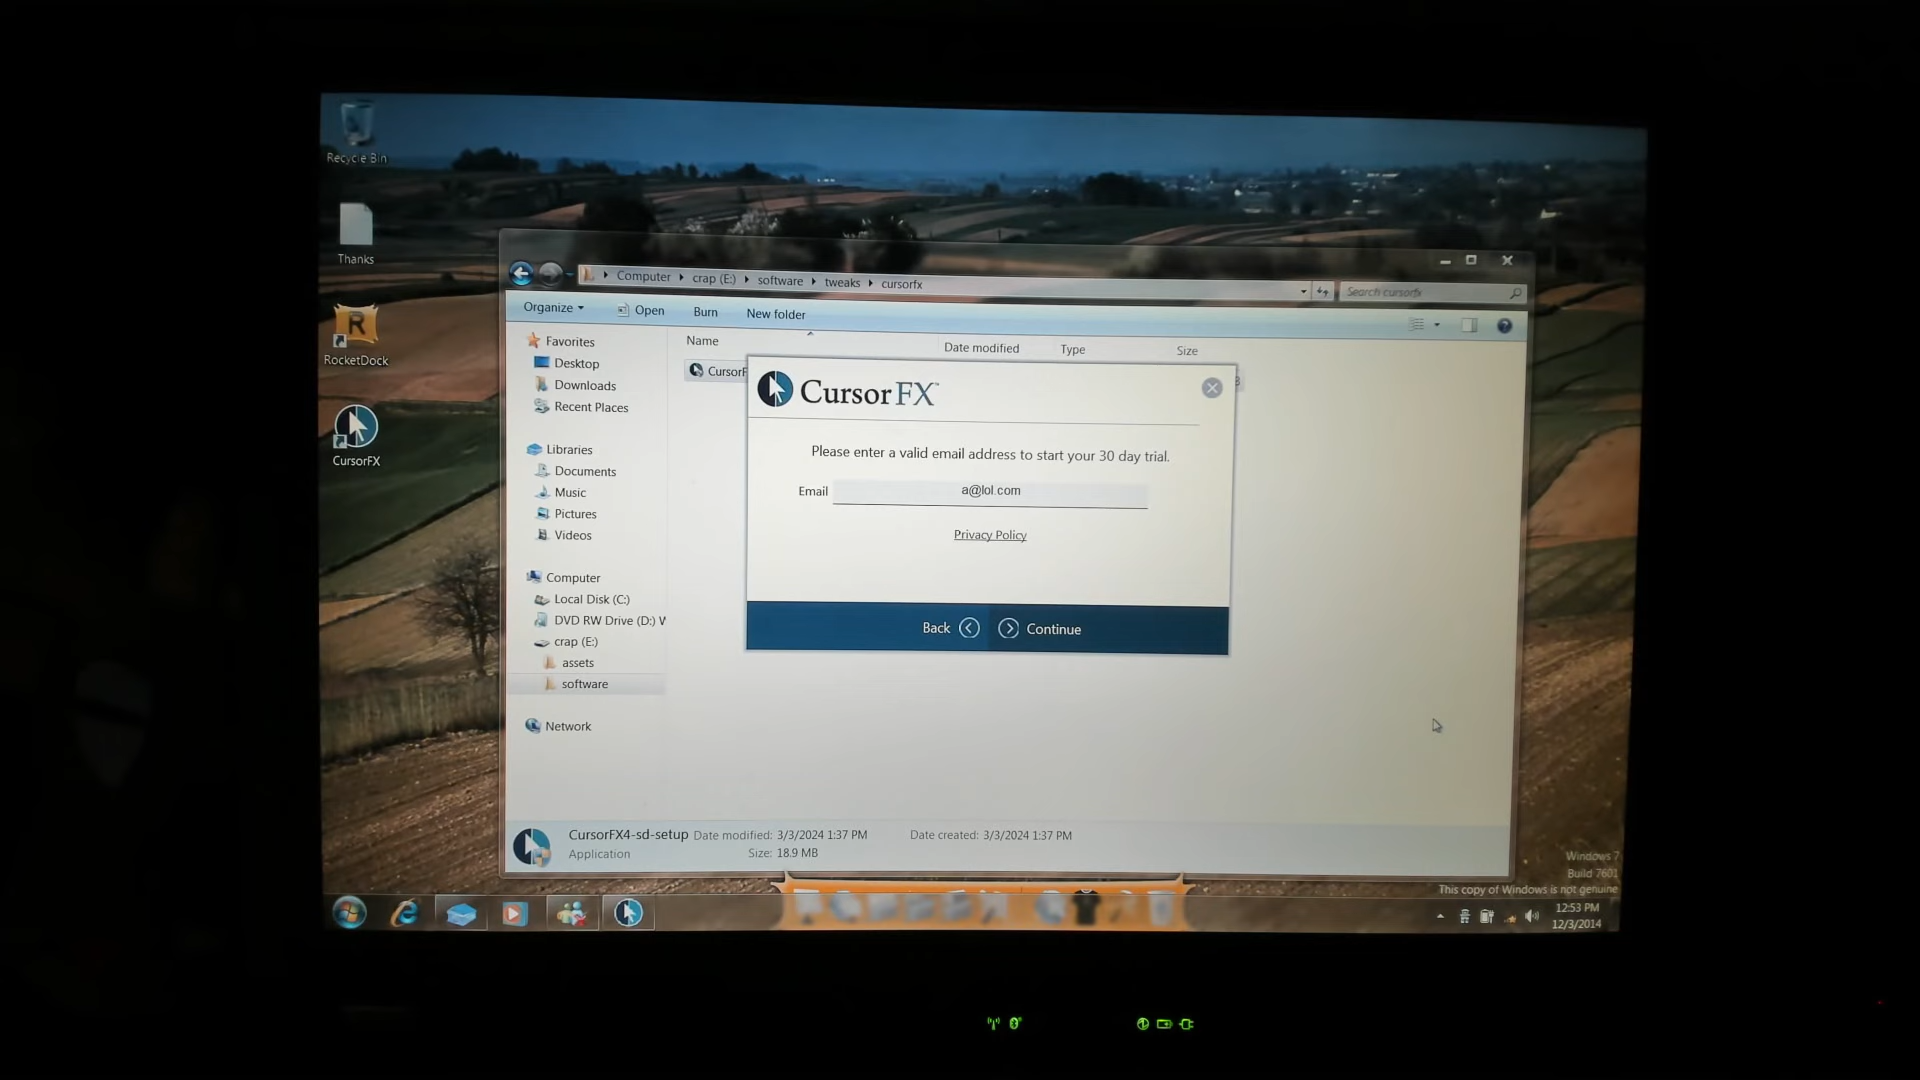 Recycle Bin
Thanks
RocketDock
CursorFX
Computer crap (E:) software tweaks cursorfx
Search cursorfx
Organize Open Burn New folder
Name Date modified Type Size
Favorites
Desktop
Downloads
Recent Places
Libraries
Documents
Music
Pictures
Videos
Computer
Local Disk (C:)
DVD RW Drive (D:) W
crap (E:)
assets
software
Network
CursorF
CursorFX™
Please enter a valid email address to start your 30 day trial.
Email a@lol.com
Privacy Policy
Back Continue
CursorFX4-sd-setup Date modified: 3/3/2024 1:37 PM Date created: 3/3/2024 1:37 PM
Application Size: 18.9 MB
Windows 7
Build 7601
This copy of Windows is not genuine
12:53 PM
12/3/2014